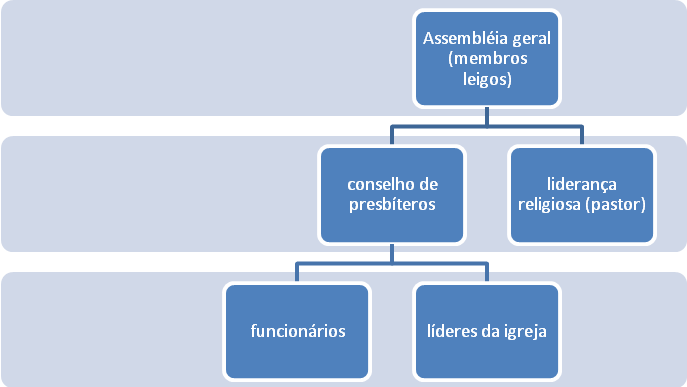 Assembléia geral
(membros
leigos)
conselho de
presbíteros
liderança
religiosa (pastor)
funcionários
líderes da igreja